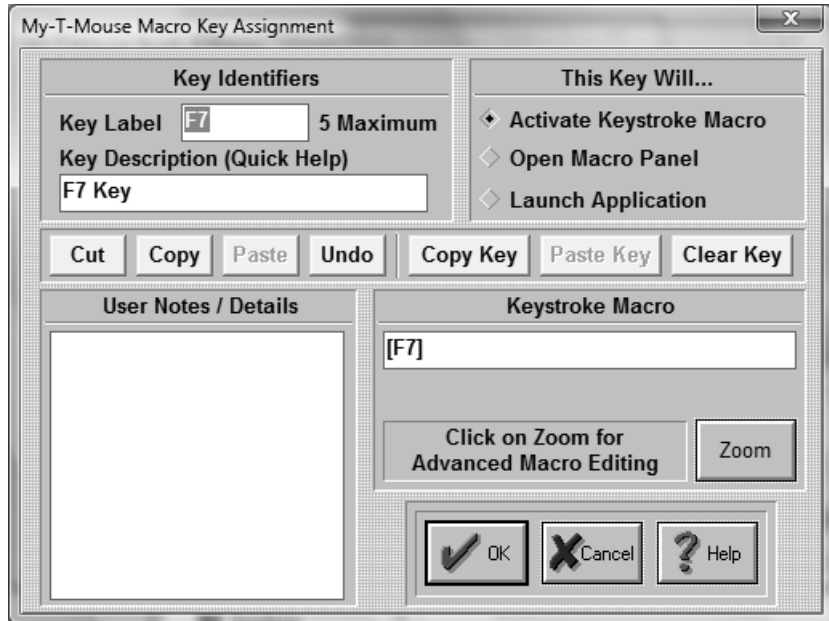 My-T-Mouse Macro Key Assignment
Key Identifiers
Key Label F7 5 Maximum
Key Description (Quick Help)
F7 Key
This Key Will...
Activate Keystroke Macro
Open Macro Panel
Launch Application
Cut Copy Paste Undo Copy Key Paste Key Clear Key
User Notes / Details
Keystroke Macro
[F7]
Click on Zoom for
Advanced Macro Editing
Zoom
OK Cancel Help